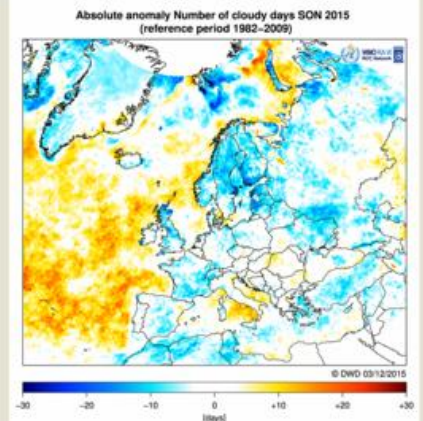 Absolute anomaly Number of cloudy days SON 2015
(reference period 1982−2009)
© DWD 03/12/2015
−30 −20 −10 0 +10 +20 +30
[days]